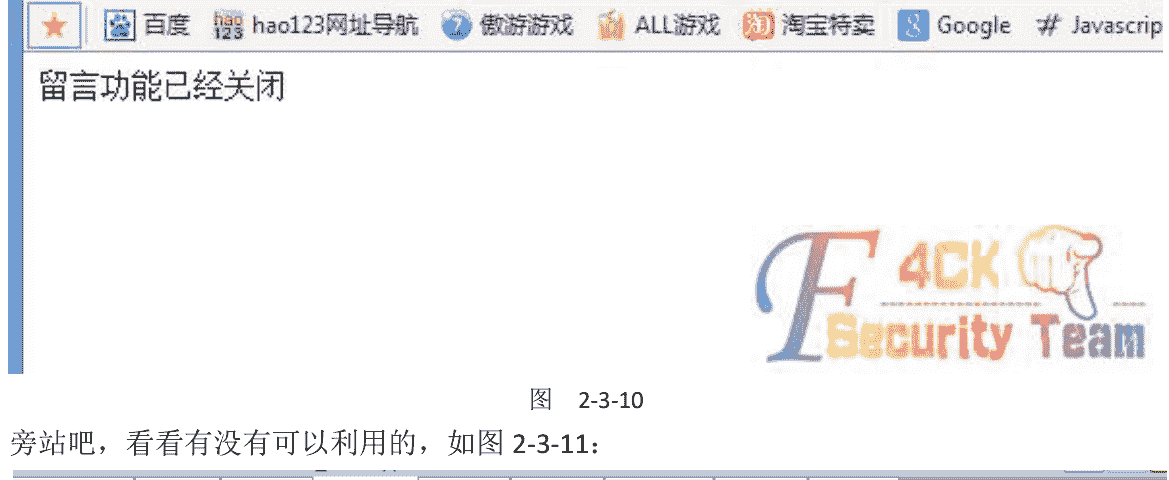 百度 hao123网址导航 傲游游戏 ALL游戏 淘宝特卖 Google Javascrip
留言功能已经关闭
F4CK
Security Team
图 2-3-10
旁站吧，看看有没有可以利用的，如图 2-3-11：